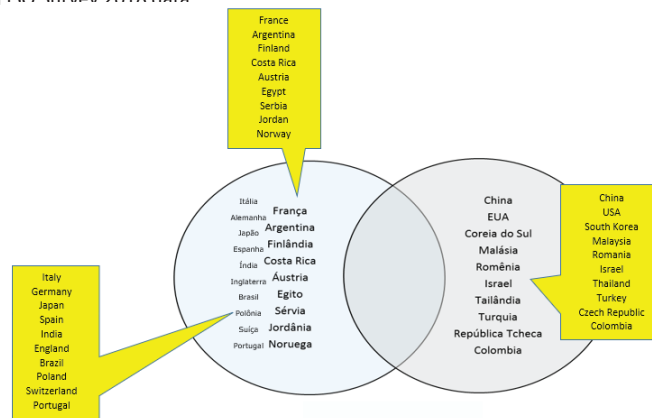 France
Argentina
Finland
Costa Rica
Austria
Egypt
Serbia
Jordan
Norway
Itália
Alemanha
Japão
Espanha
Índia
Inglaterra
Brasil
Polônia
Suíça
Portugal
França
Argentina
Finlândia
Costa Rica
Áustria
Egito
Sérvia
Jordânia
Noruega
China
EUA
Coreia do Sul
Malásia
Romênia
Israel
Tailândia
Turquia
República Tcheca
Colombia
China
USA
South Korea
Malaysia
Romania
Israel
Thailand
Turkey
Czech Republic
Colombia
Italy
Germany
Japan
Spain
India
England
Brazil
Poland
Switzerland
Portugal